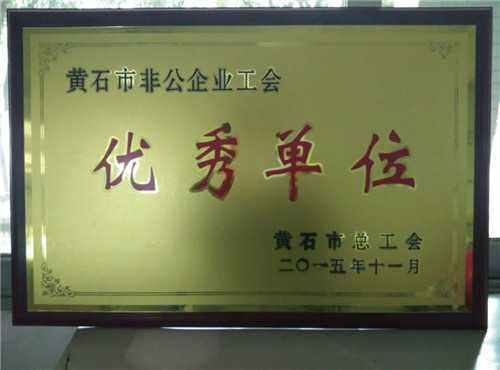 黄石市非公企业工会
优秀单位
黄石市总工会
二〇一五年十一月